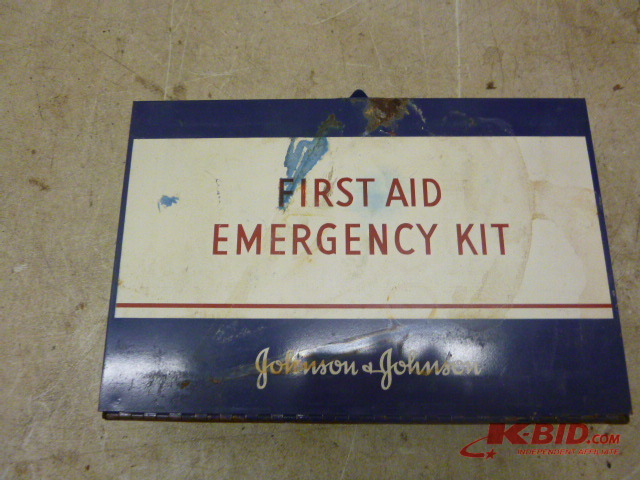 FIRST AID
EMERGENCY KIT
Johnson & Johnson
K-BID.COM
INDEPENDENT AFFILIATE